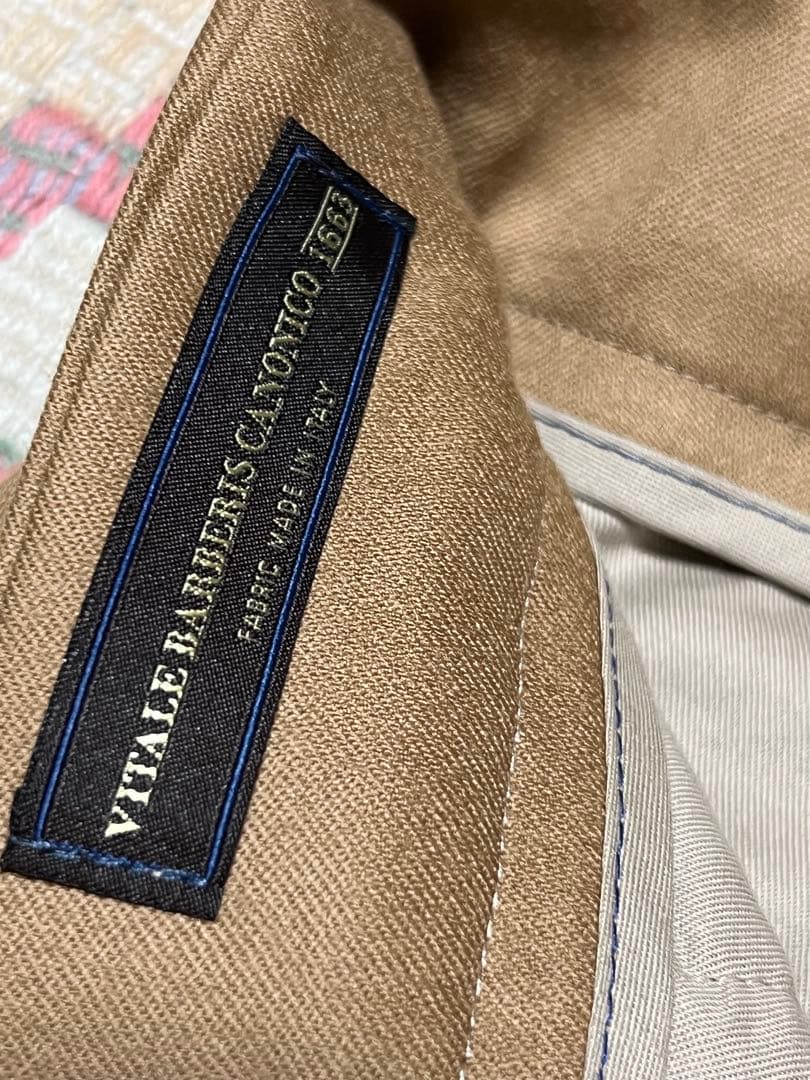 VITALE BARBERIS CANONICO 1663
FABRIC MADE IN ITALY